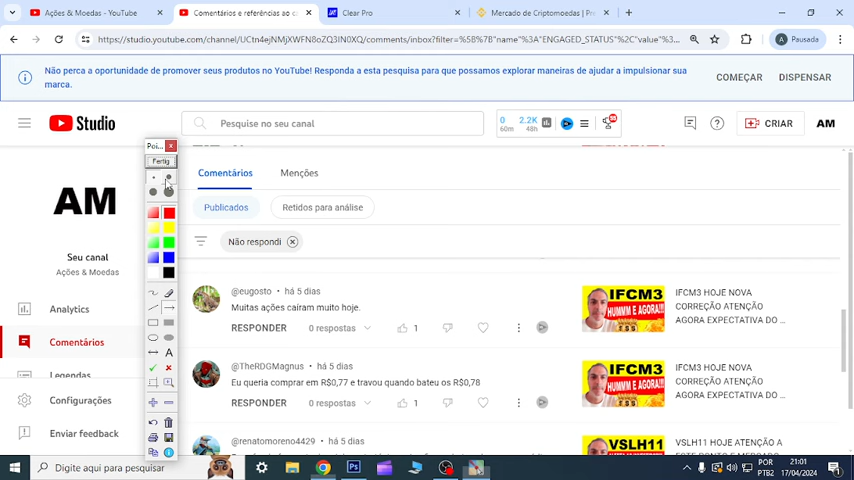 Ações & Moedas - YouTube
Comentários e referências ao c
Clear Pro
Mercado de Criptomoedas | Pre
https://studio.youtube.com/channel/UCtn4ejNMjXWFN8oZQ3IN0XQ/comments/inbox?filter=%5B%7B"name"%3A"ENGAGED_STATUS"%2C"value"%...
A Pausada
Não perca a oportunidade de promover seus produtos no YouTube! Responda a esta pesquisa para que possamos explorar maneiras de ajudar a impulsionar sua
marca.
COMEÇAR
DISPENSAR
Studio
Pesquise no seu canal
0 2.2K
60m 48h
CRIAR
AM
Poi...
Fertig
Comentários
Menções
AM
Publicados
Retidos para análise
Não respondi
Seu canal
Ações & Moedas
@eugosto • há 5 dias
Muitas ações caíram muito hoje.
RESPONDER 0 respostas 1
IFCM3
HUMMM E AGORA!!!
IFCM3 HOJE NOVA
CORREÇÃO ATENÇÃO
AGORA EXPECTATIVA DO ...
Analytics
Comentários
Legendas
Configurações
Enviar feedback
@TheRDGMagnus • há 5 dias
Eu queria comprar em R$0,77 e travou quando bateu os R$0,78
RESPONDER 0 respostas 1
IFCM3
HUMMM E AGORA!!!
IFCM3 HOJE NOVA
CORREÇÃO ATENÇÃO
AGORA EXPECTATIVA DO ...
@renatomoreno4429 • há 5 dias
VSLH11
VSLH11 HOJE ATENÇÃO A
A
Digite aqui para pesquisar
POR
PTB2
21:01
17/04/2024